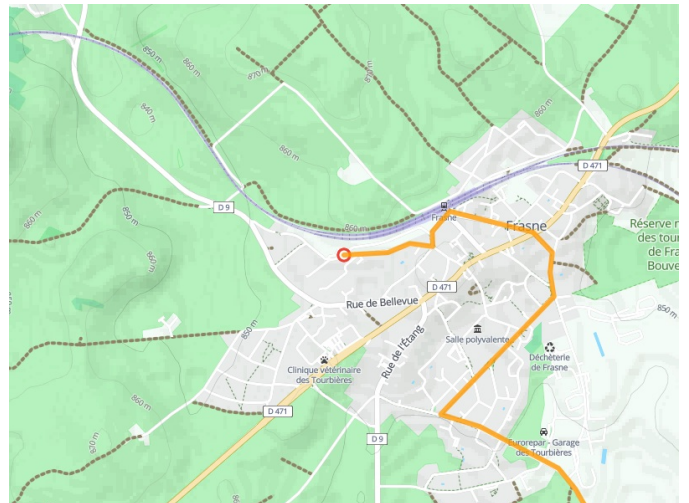 850 m
860 m
870 m
870 m
840 m
860 m
860 m
D 471
860 m
850 m
D 9
860 m
Frasne
Frasne
Réserve n
des tour
de Fra
Bouve
860 m
D 471
Rue de Bellevue
850 m
Salle polyvalente
Rue de l'Étang
Déchèterie
de Frasne
Clinique vétérinaire
des Tourbières
860 m
D 471
D 9
Eurorepar - Garage
des Tourbières
850 m